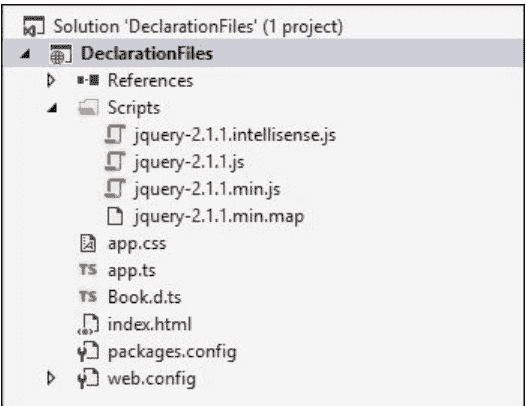 Solution 'DeclarationFiles' (1 project)
DeclarationFiles
References
Scripts
jquery-2.1.1.intellisense.js
jquery-2.1.1.js
jquery-2.1.1.min.js
jquery-2.1.1.min.map
app.css
TS app.ts
TS Book.d.ts
index.html
packages.config
web.config